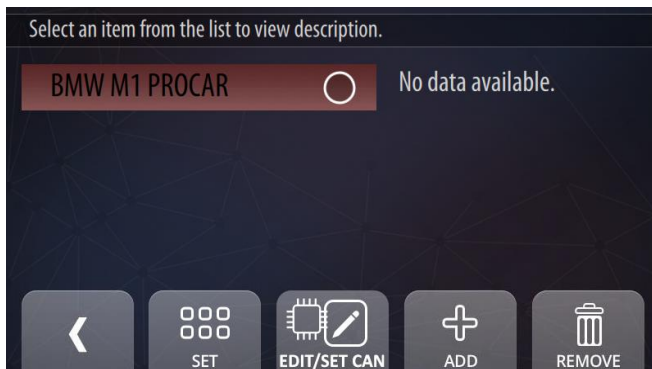 Select an item from the list to view description.
BMW M1 PROCAR
No data available.
SET
EDIT/SET CAN
ADD
REMOVE